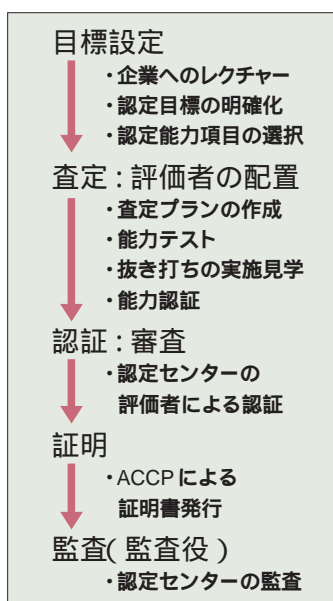 目標設定
・企業へのレクチャー
・認定目標の明確化
・認定能力項目の選択
査定：評価者の配置
・査定プランの作成
・能力テスト
・抜き打ちの実施見学
・能力認証
認証：審査
・認定センターの
評価者による認証
証明
・ACCPによる
証明書発行
監査（監査役）
・認定センターの監査